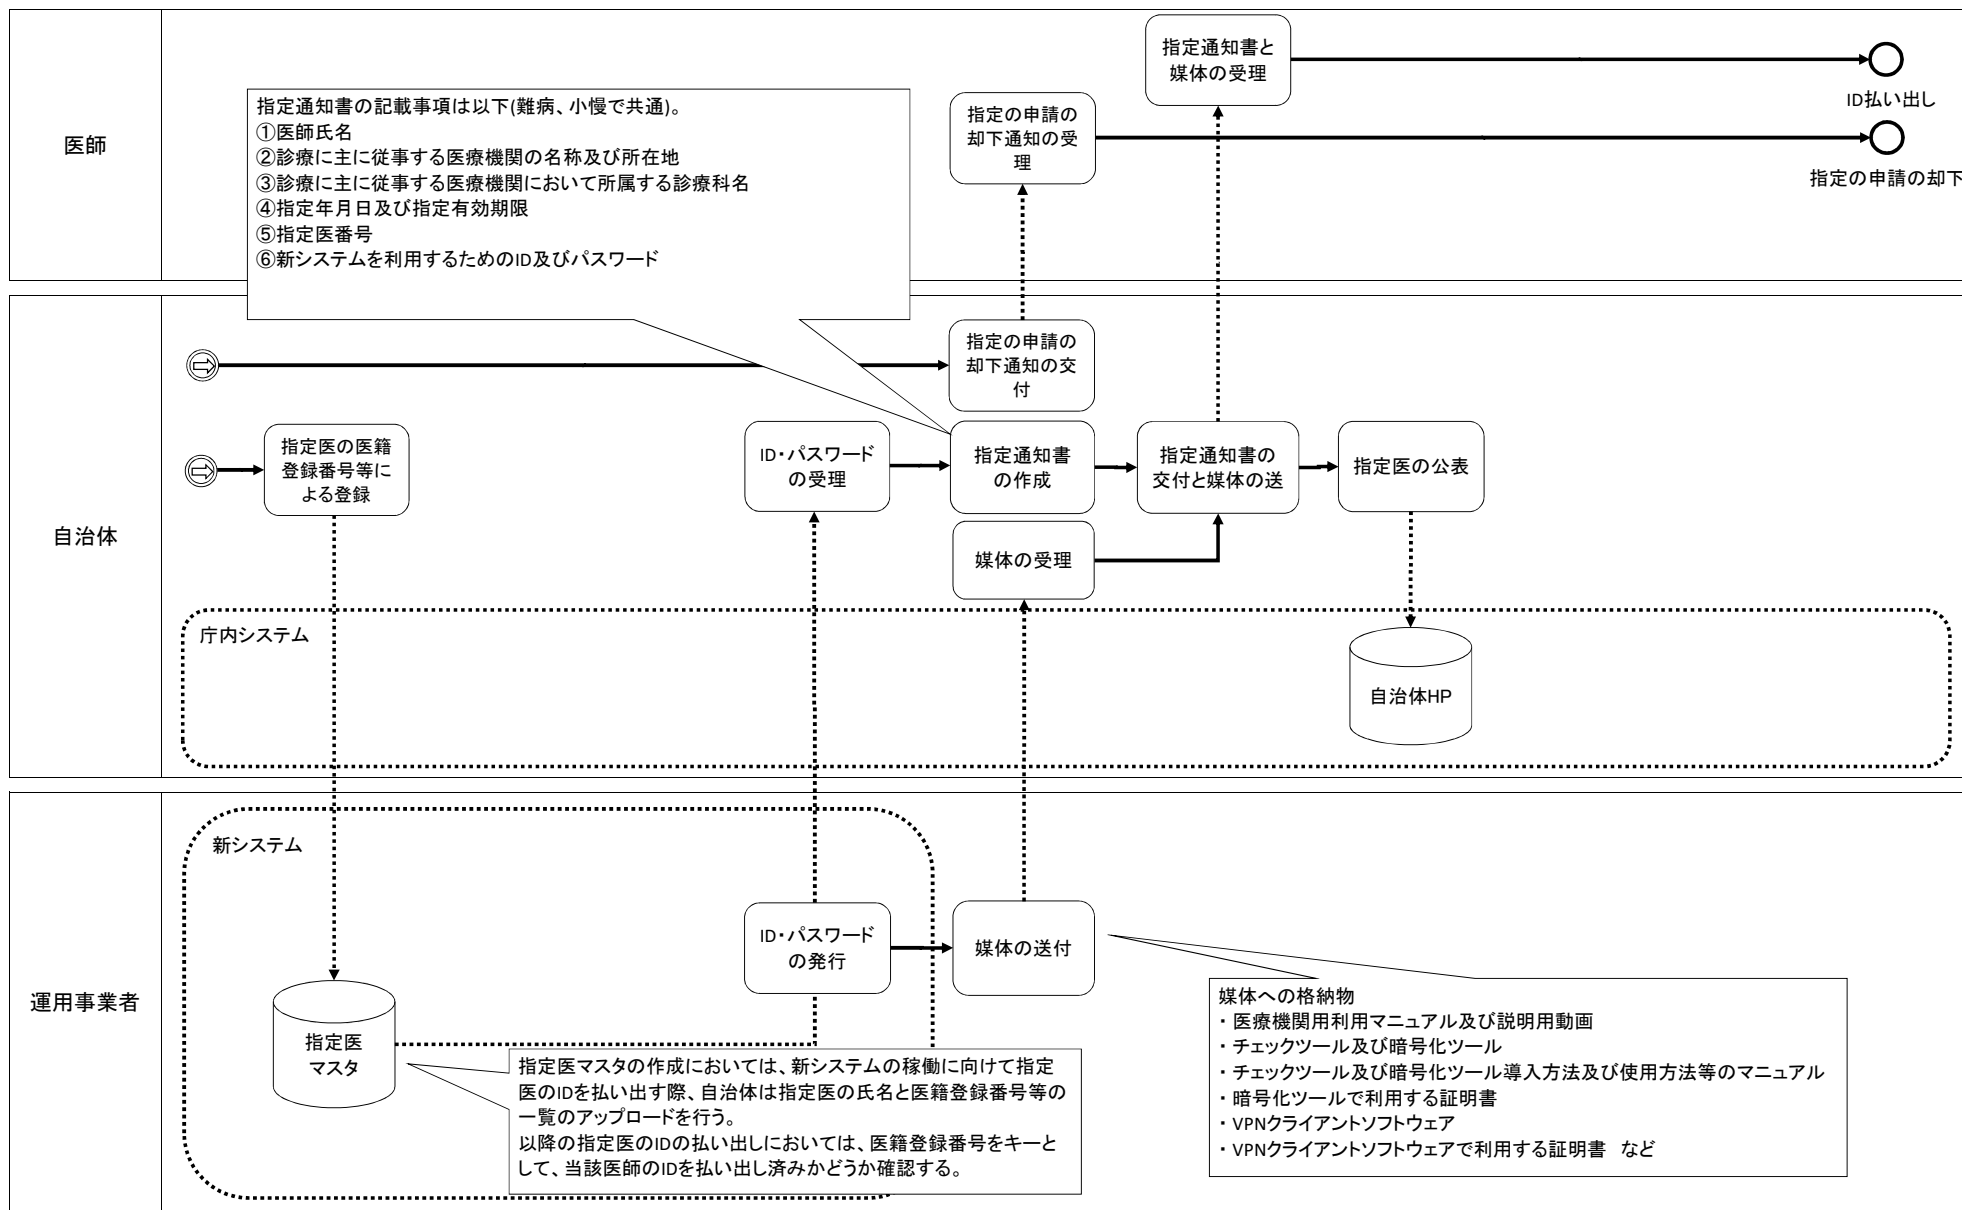 医師
指定通知書の記載事項は以下(難病、小慢で共通)。
①医師氏名
②診療に主に従事する医療機関の名称及び所在地
③診療に主に従事する医療機関において所属する診療科名
④指定年月日及び指定有効期限
⑤指定医番号
⑥新システムを利用するためのID及びパスワード
指定の申請の
却下通知の受
理
指定通知書と
媒体の受理
ID払い出し
指定の申請の却下
自治体
指定の申請の
却下通知の交
付
指定医の医籍
登録番号等に
よる登録
ID・パスワード
の受理
指定通知書
の作成
指定通知書の
交付と媒体の送
指定医の公表
媒体の受理
庁内システム
自治体HP
運用事業者
新システム
ID・パスワード
の発行
媒体の送付
指定医
マスタ
指定医マスタの作成においては、新システムの稼働に向けて指定
医のIDを払い出す際、自治体は指定医の氏名と医籍登録番号等の
一覧のアップロードを行う。
以降の指定医のIDの払い出しにおいては、医籍登録番号をキーと
して、当該医師のIDを払い出し済みかどうか確認する。
媒体への格納物
・ 医療機関用利用マニュアル及び説明用動画
・ チェックツール及び暗号化ツール
・ チェックツール及び暗号化ツール導入方法及び使用方法等のマニュアル
・ 暗号化ツールで利用する証明書
・ VPNクライアントソフトウェア
・ VPNクライアントソフトウェアで利用する証明書 など